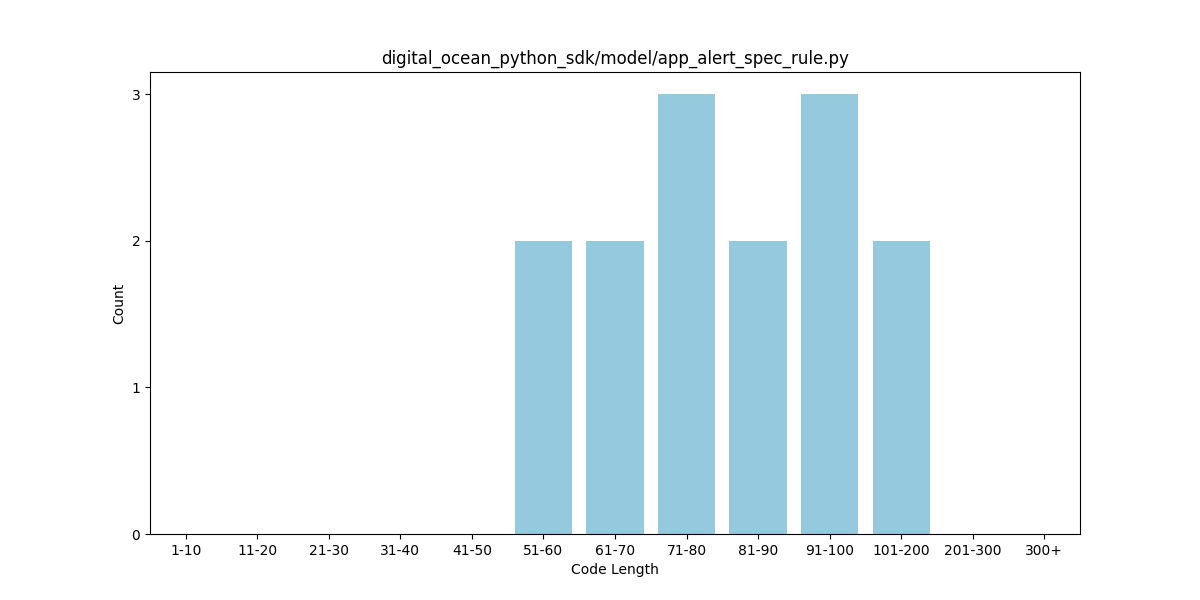 digital_ocean_python_sdk/model/app_alert_spec_rule.py
3
2
1
0
Count
1-10 11-20 21-30 31-40 41-50 51-60 61-70 71-80 81-90 91-100 101-200 201-300 300+
Code Length